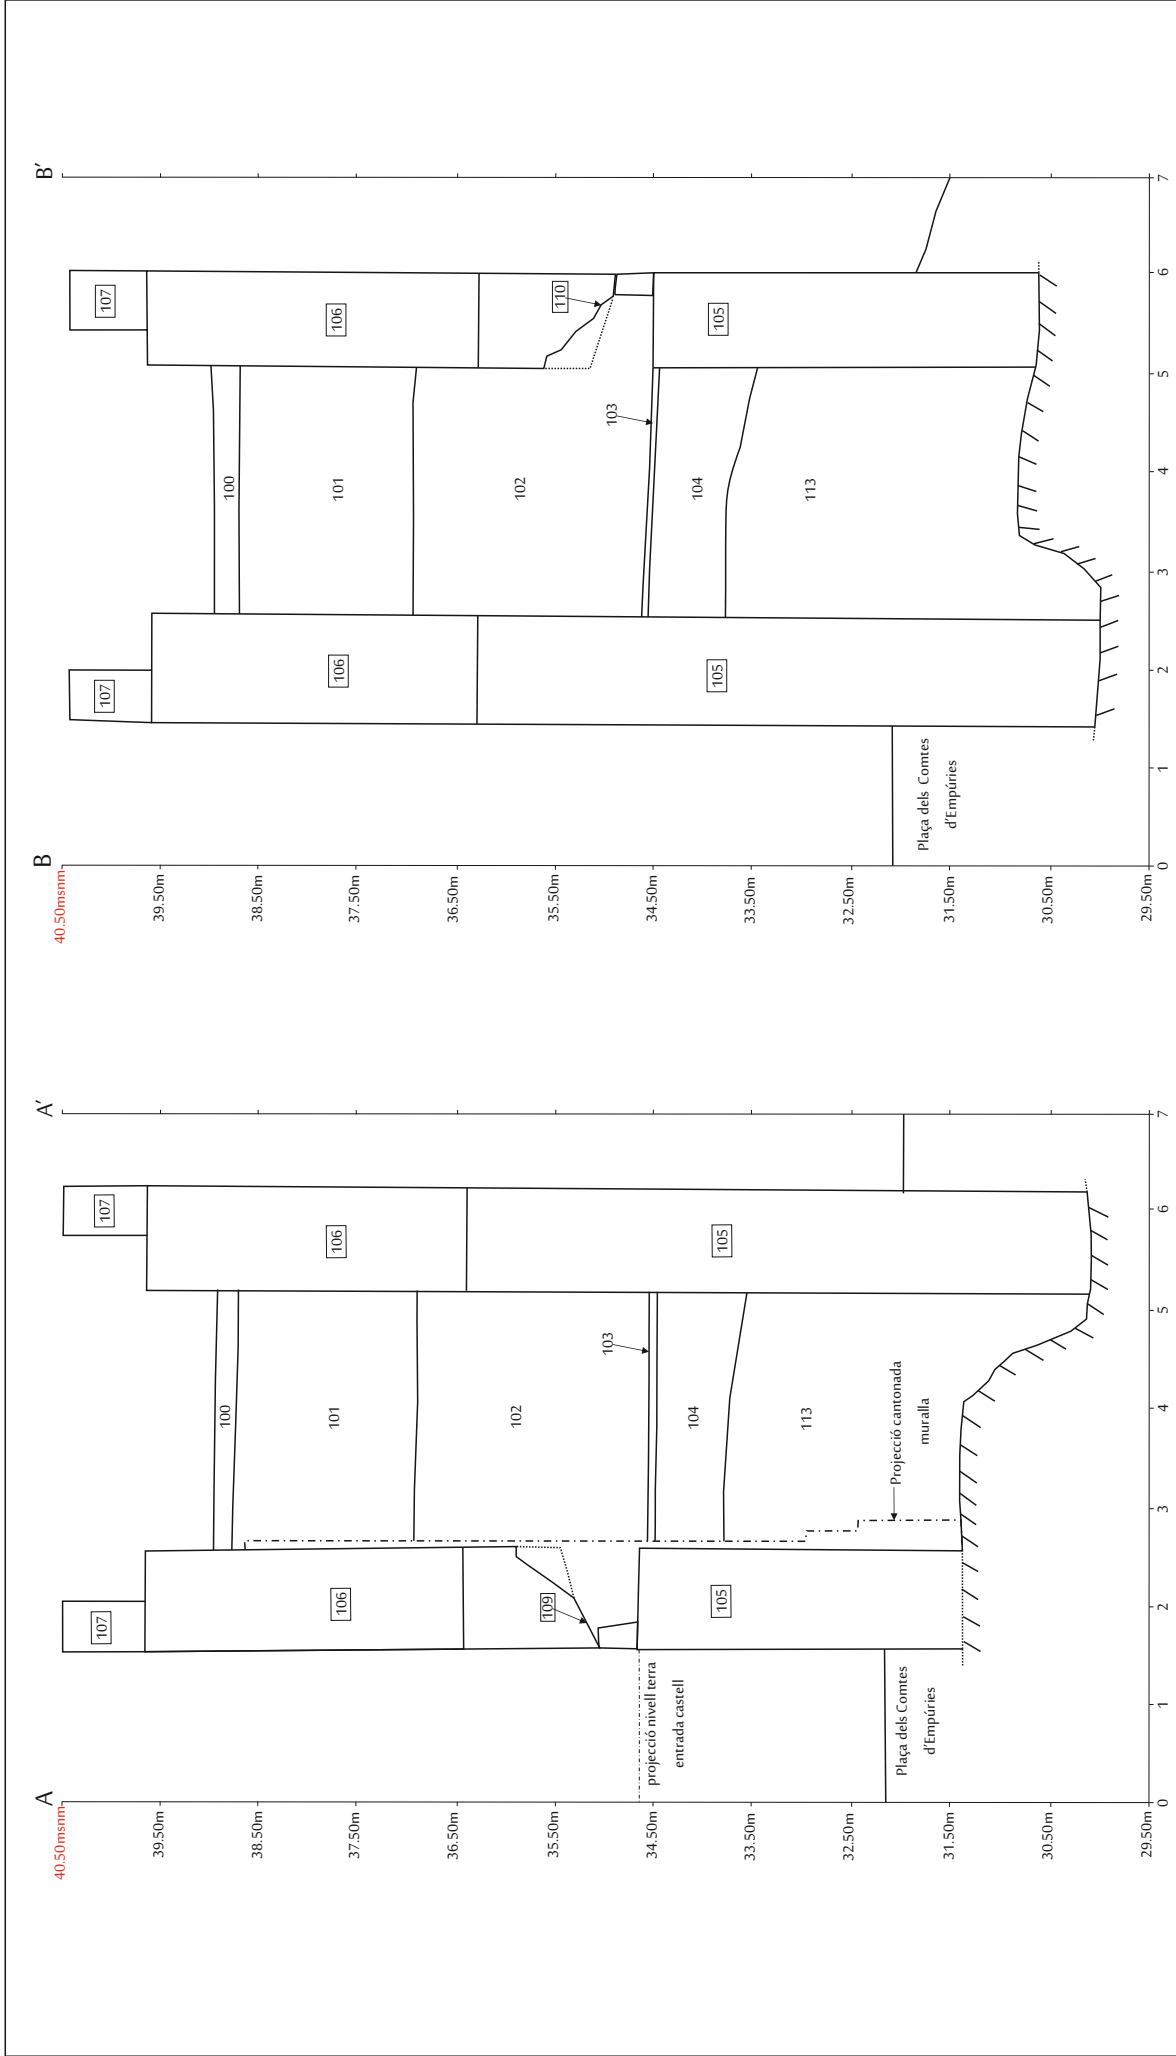 A
A′
40.50msnm
39.50m
38.50m
37.50m
36.50m
35.50m
34.50m
33.50m
32.50m
31.50m
30.50m
29.50m
0
1
2
3
4
5
6
7
107
107
106
106
100
101
102
103
104
113
109
105
105
projecció nivell terra
entrada castell
Plaça dels Comtes
d'Empúries
Projecció cantonada
muralla
B
B′
40.50msnm
39.50m
38.50m
37.50m
36.50m
35.50m
34.50m
33.50m
32.50m
31.50m
30.50m
29.50m
0
1
2
3
4
5
6
7
107
107
106
106
100
101
102
103
104
113
110
105
105
Plaça dels Comtes
d'Empúries